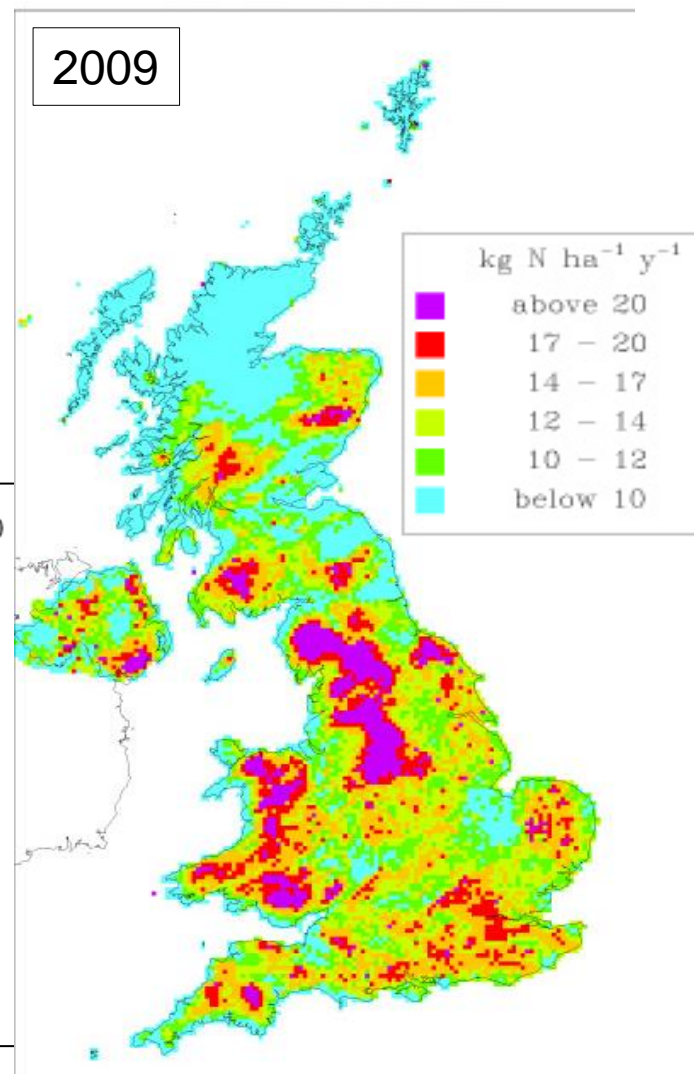 2009
kg N ha⁻¹ y⁻¹
above 20
17 – 20
14 – 17
12 – 14
10 – 12
below 10
)